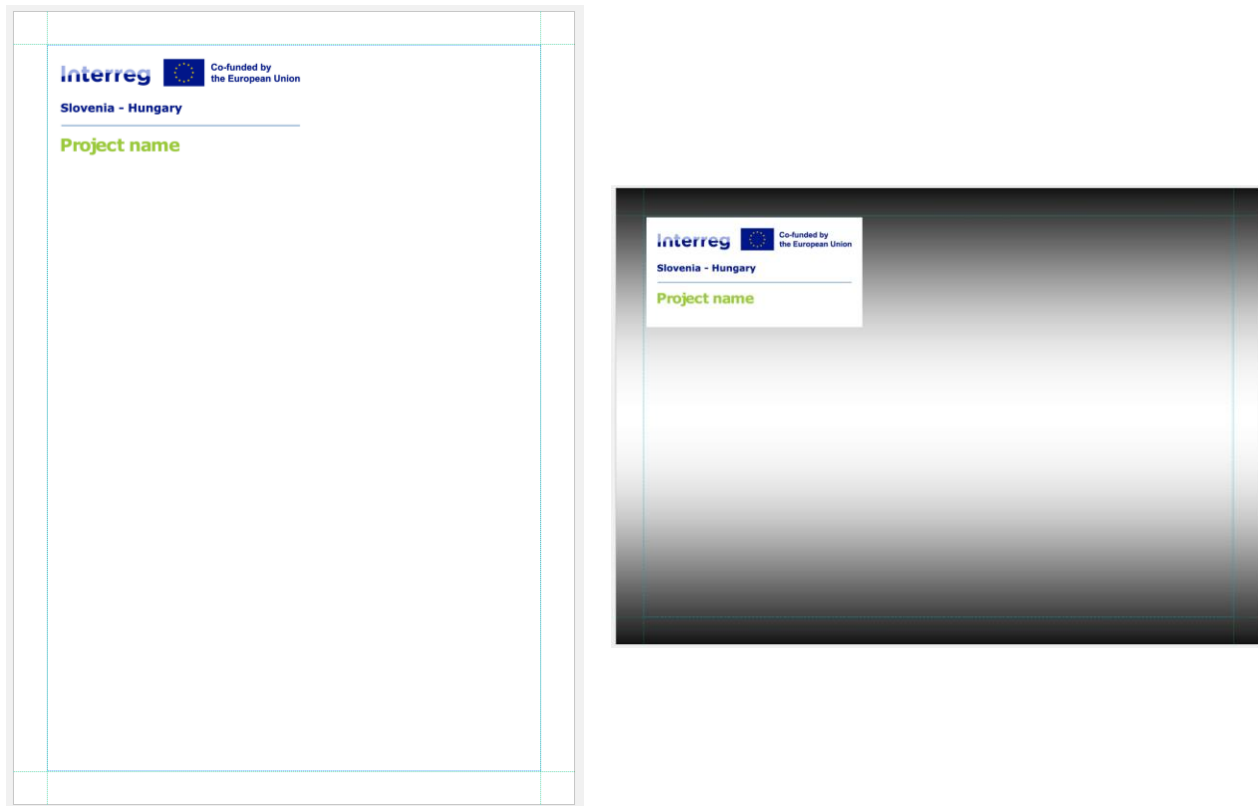 Interreg
Co-funded by
the European Union
Slovenia - Hungary
Project name
Interreg
Co-funded by
the European Union
Slovenia - Hungary
Project name